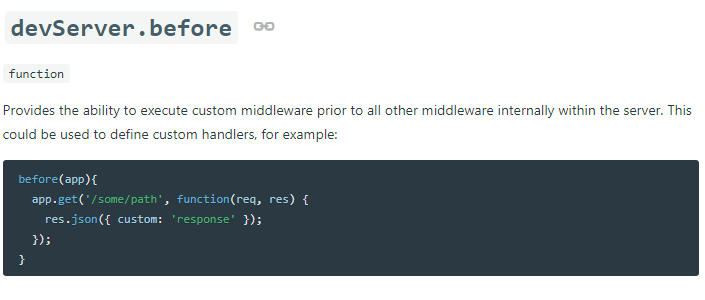 devServer.before
function
Provides the ability to execute custom middleware prior to all other middleware internally within the server. This
could be used to define custom handlers, for example:
before(app){
  app.get('/some/path', function(req, res) {
    res.json({ custom: 'response' });
  });
}